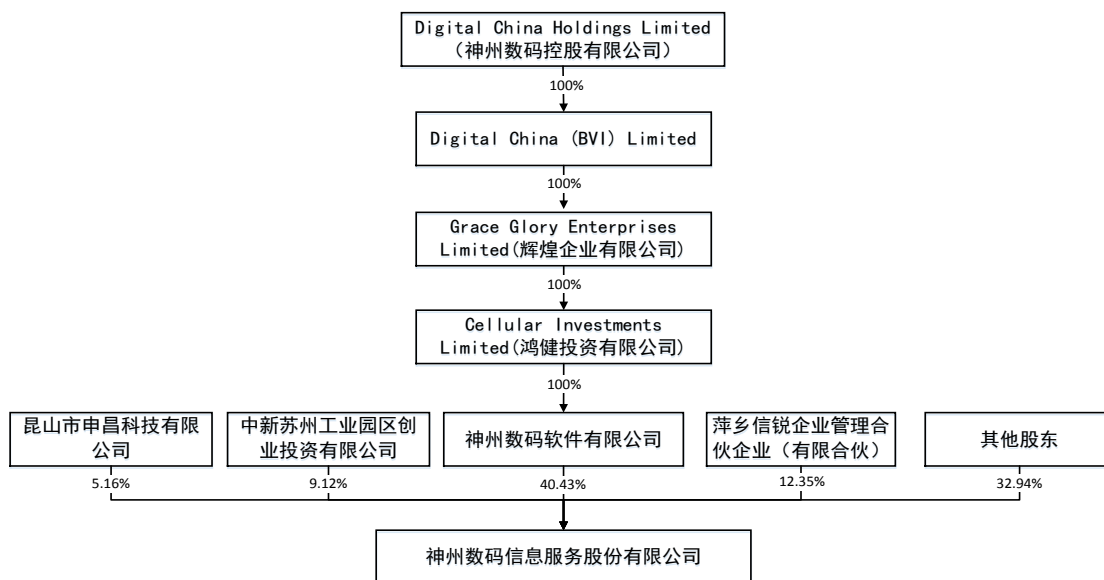 Digital China Holdings Limited
（神州数码控股有限公司）
100%
Digital China (BVI) Limited
100%
Grace Glory Enterprises
Limited(辉煌企业有限公司)
100%
Cellular Investments
Limited(鸿健投资有限公司)
100%
昆山市申昌科技有限
公司
中新苏州工业园区创
业投资有限公司
神州数码软件有限公司
萍乡信锐企业管理合
伙企业（有限合伙）
其他股东
5.16%
9.12%
40.43%
12.35%
32.94%
神州数码信息服务股份有限公司